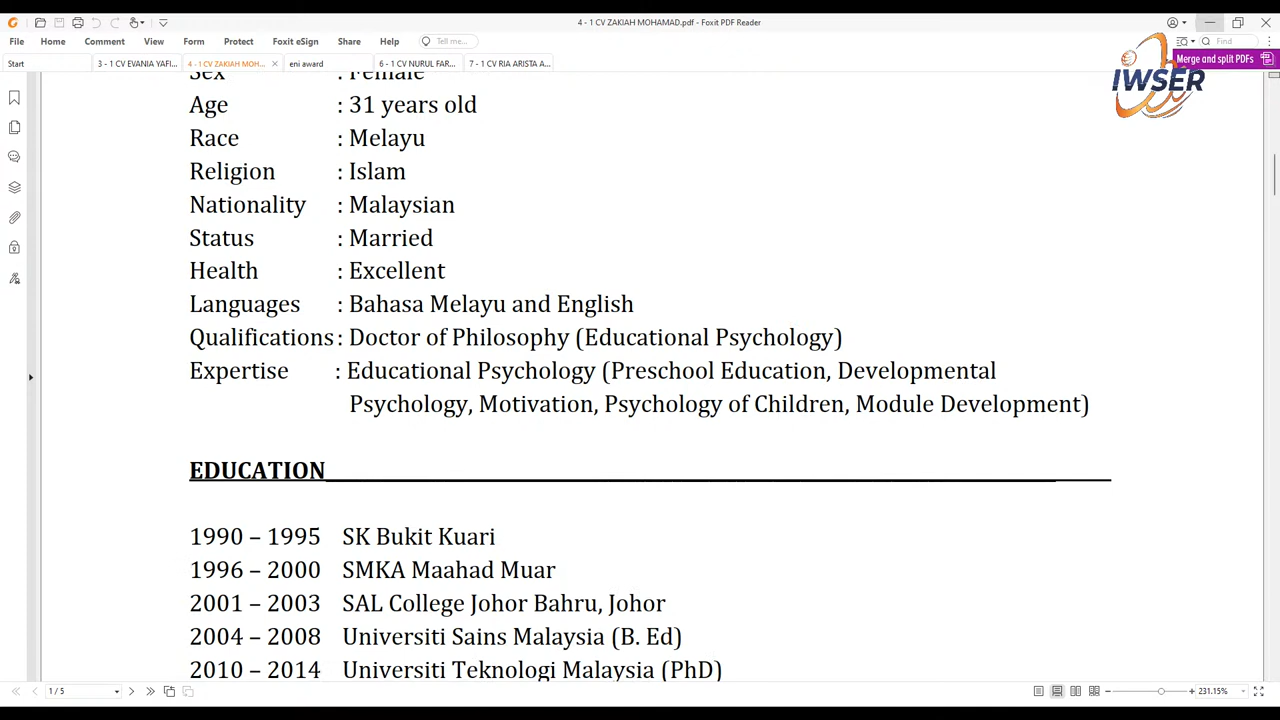 4 - 1 CV ZAKIAH MOHAMAD.pdf - Foxit PDF Reader
File Home Comment View Form Protect Foxit eSign Share Help Tell me... Find
Start 3 - 1 CV EVANIA YAFI... 4 - 1 CV ZAKIAH MOH... eni award 6 - 1 CV NURUL FAR... 7 - 1 CV RIA ARISTA A...
Merge and split PDFs
IWSER
Sex : Female
Age : 31 years old
Race : Melayu
Religion : Islam
Nationality : Malaysian
Status : Married
Health : Excellent
Languages : Bahasa Melayu and English
Qualifications : Doctor of Philosophy (Educational Psychology)
Expertise : Educational Psychology (Preschool Education, Developmental
Psychology, Motivation, Psychology of Children, Module Development)
EDUCATION
1990 – 1995 SK Bukit Kuari
1996 – 2000 SMKA Maahad Muar
2001 – 2003 SAL College Johor Bahru, Johor
2004 – 2008 Universiti Sains Malaysia (B. Ed)
2010 – 2014 Universiti Teknologi Malaysia (PhD)
1 / 5
231.15%